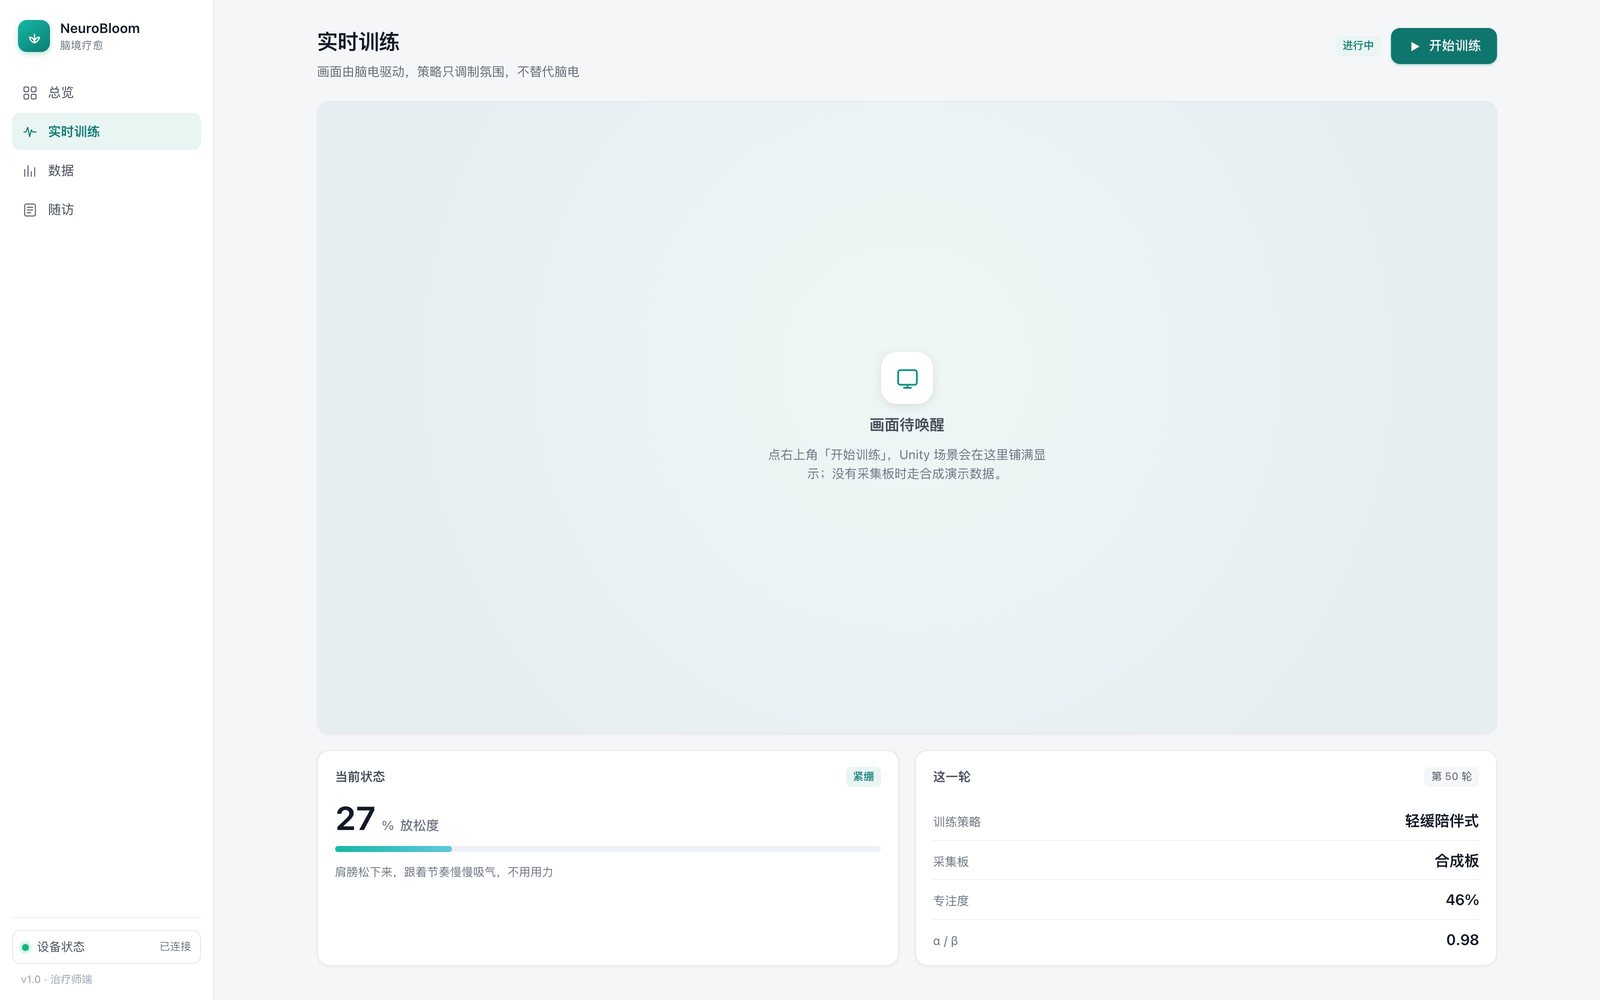 NeuroBloom
脑境疗愈
总览
实时训练
数据
随访
设备状态 已连接
v1.0 · 治疗师端
实时训练
画面由脑电驱动，策略只调制氛围，不替代脑电
进行中
开始训练
画面待唤醒
点右上角「开始训练」，Unity 场景会在这里铺满显
示；没有采集板时走合成演示数据。
当前状态 紧绷
27 % 放松度
肩膀松下来，跟着节奏慢慢吸气，不用用力
这一轮 第 50 轮
训练策略 轻缓陪伴式
采集板 合成板
专注度 46%
α / β 0.98